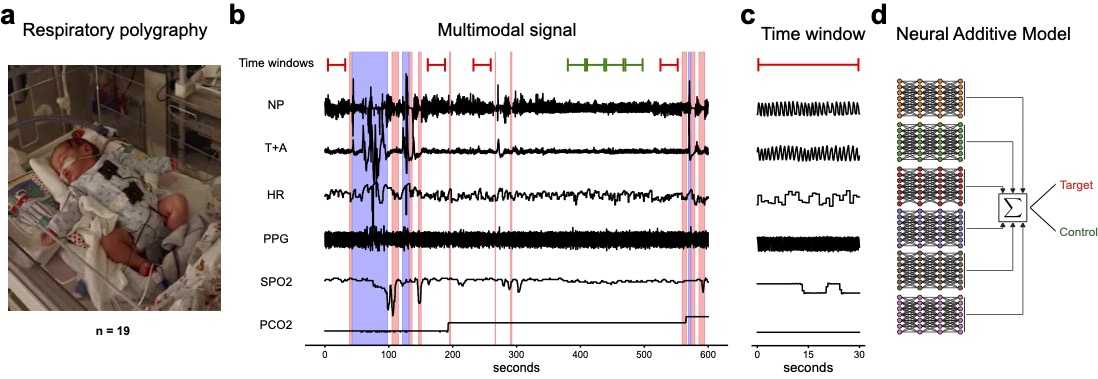 a
Respiratory polygraphy
n = 19
b
Multimodal signal
Time windows
NP
T+A
HR
PPG
SPO2
PCO2
0 100 200 300 400 500 600
seconds
c
Time window
0 15 30
seconds
d
Neural Additive Model
Σ
Target
Control